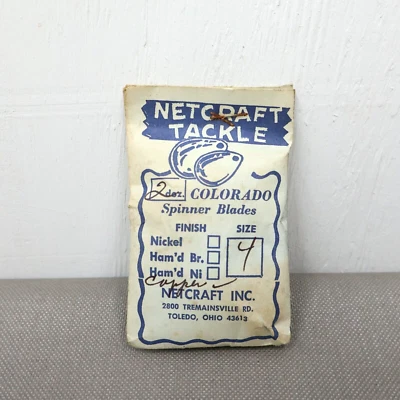 NETCRAFT
TACKLE
2 doz. COLORADO
Spinner Blades
FINISH SIZE
Nickel
Ham'd Br. 4
Ham'd Ni
Copper
NETCRAFT INC.
2800 TREMAINSVILLE RD.
TOLEDO, OHIO 43613